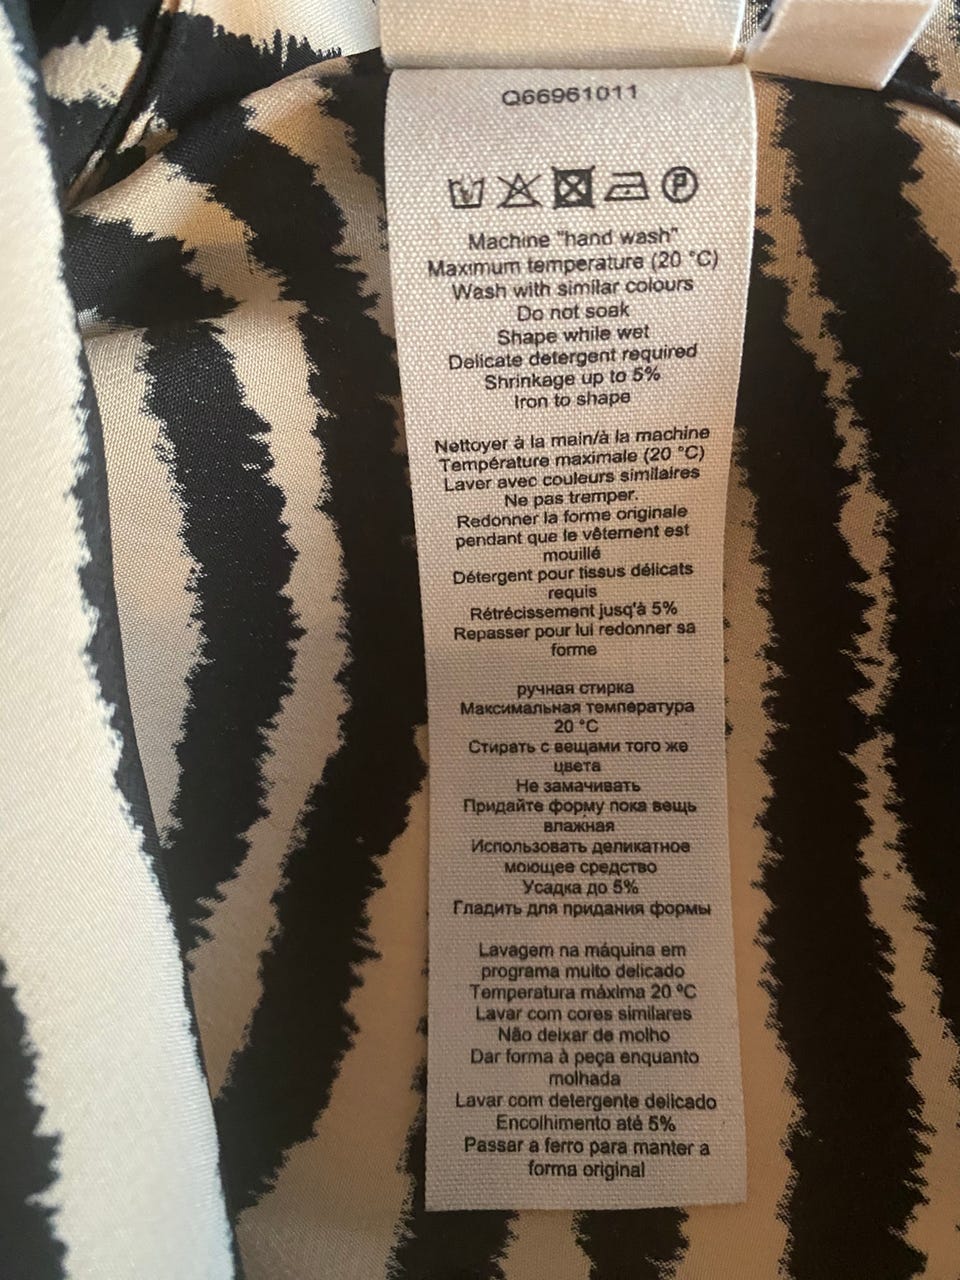 Q66961011
P
Machine "hand wash"
Maximum temperature (20 °C)
Wash with similar colours
Do not soak
Shape while wet
Delicate detergent required
Shrinkage up to 5%
Iron to shape
Nettoyer à la main/à la machine
Température maximale (20 °C)
Laver avec couleurs similaires
Ne pas tremper.
Redonner la forme originale
pendant que le vêtement est
mouillé
Détergent pour tissus délicats
requis
Rétrécissement jusq'à 5%
Repasser pour lui redonner sa
forme
ручная стирка
Максимальная температура
20 °C
Стирать с вещами того же
цвета
Не замачивать
Придайте форму пока вещь
влажная
Использовать деликатное
моющее средство
Усадка до 5%
Гладить для придания формы
Lavagem na máquina em
programa muito delicado
Temperatura máxima 20 ºC
Lavar com cores similares
Não deixar de molho
Dar forma à peça enquanto
molhada
Lavar com detergente delicado
Encolhimento até 5%
Passar a ferro para manter a
forma original